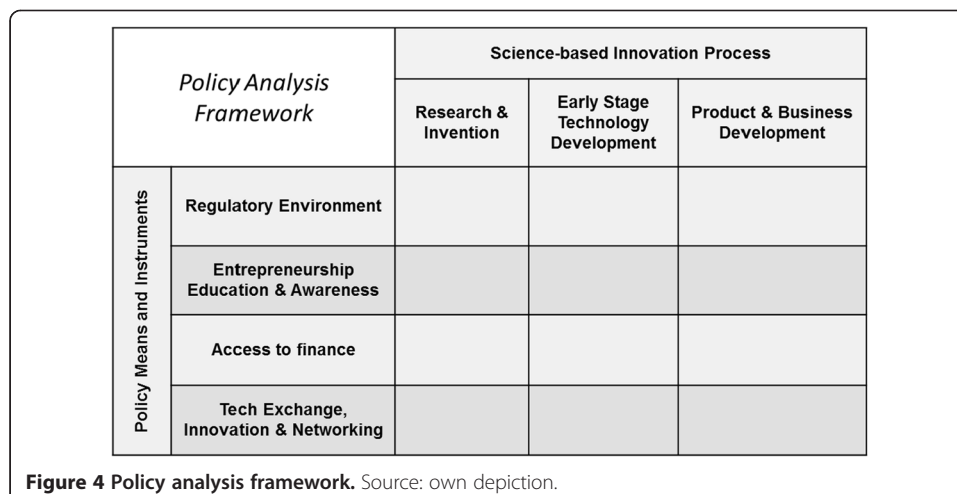 Policy Analysis
Framework
Science-based Innovation Process
Research &
Invention
Early Stage
Technology
Development
Product & Business
Development
Policy Means and Instruments
Regulatory Environment
Entrepreneurship
Education & Awareness
Access to finance
Tech Exchange,
Innovation & Networking
Figure 4 Policy analysis framework. Source: own depiction.